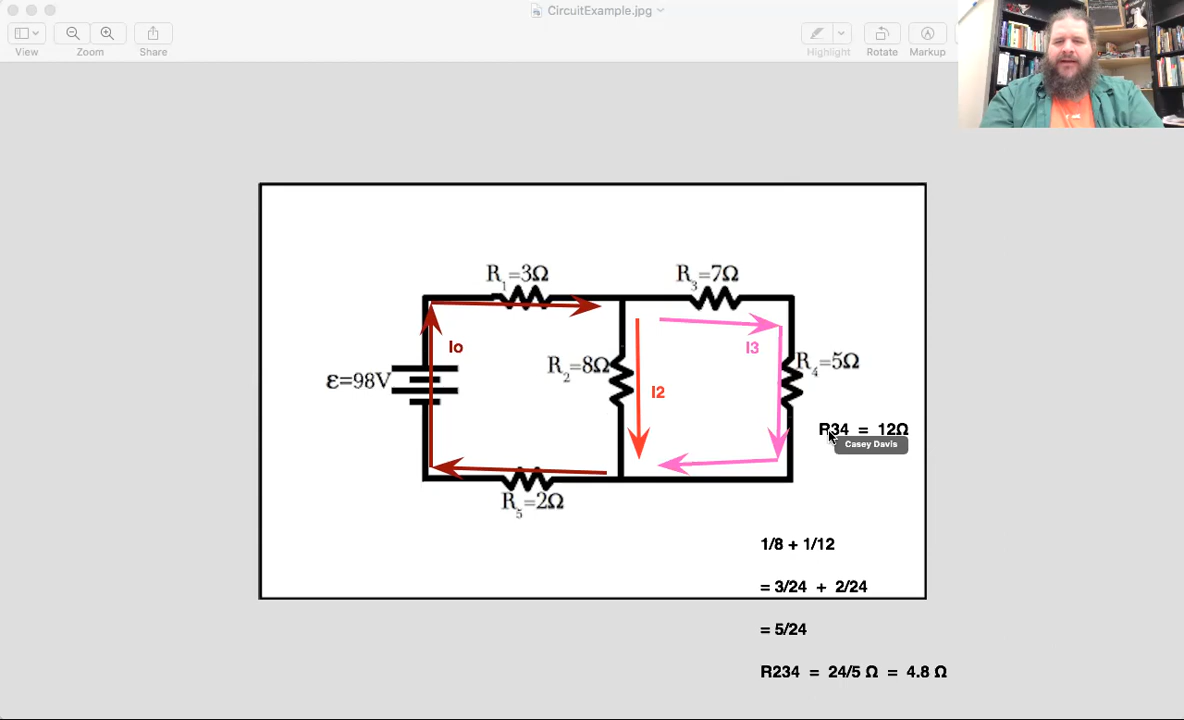 CircuitExample.jpg
View
Zoom
Share
Highlight
Rotate
Markup
R1=3Ω
R3=7Ω
Io
I3
R2=8Ω
R4=5Ω
ε=98V
I2
R34 = 12Ω
Casey Davis
R5=2Ω
1/8 + 1/12
= 3/24 + 2/24
= 5/24
R234 = 24/5 Ω = 4.8 Ω